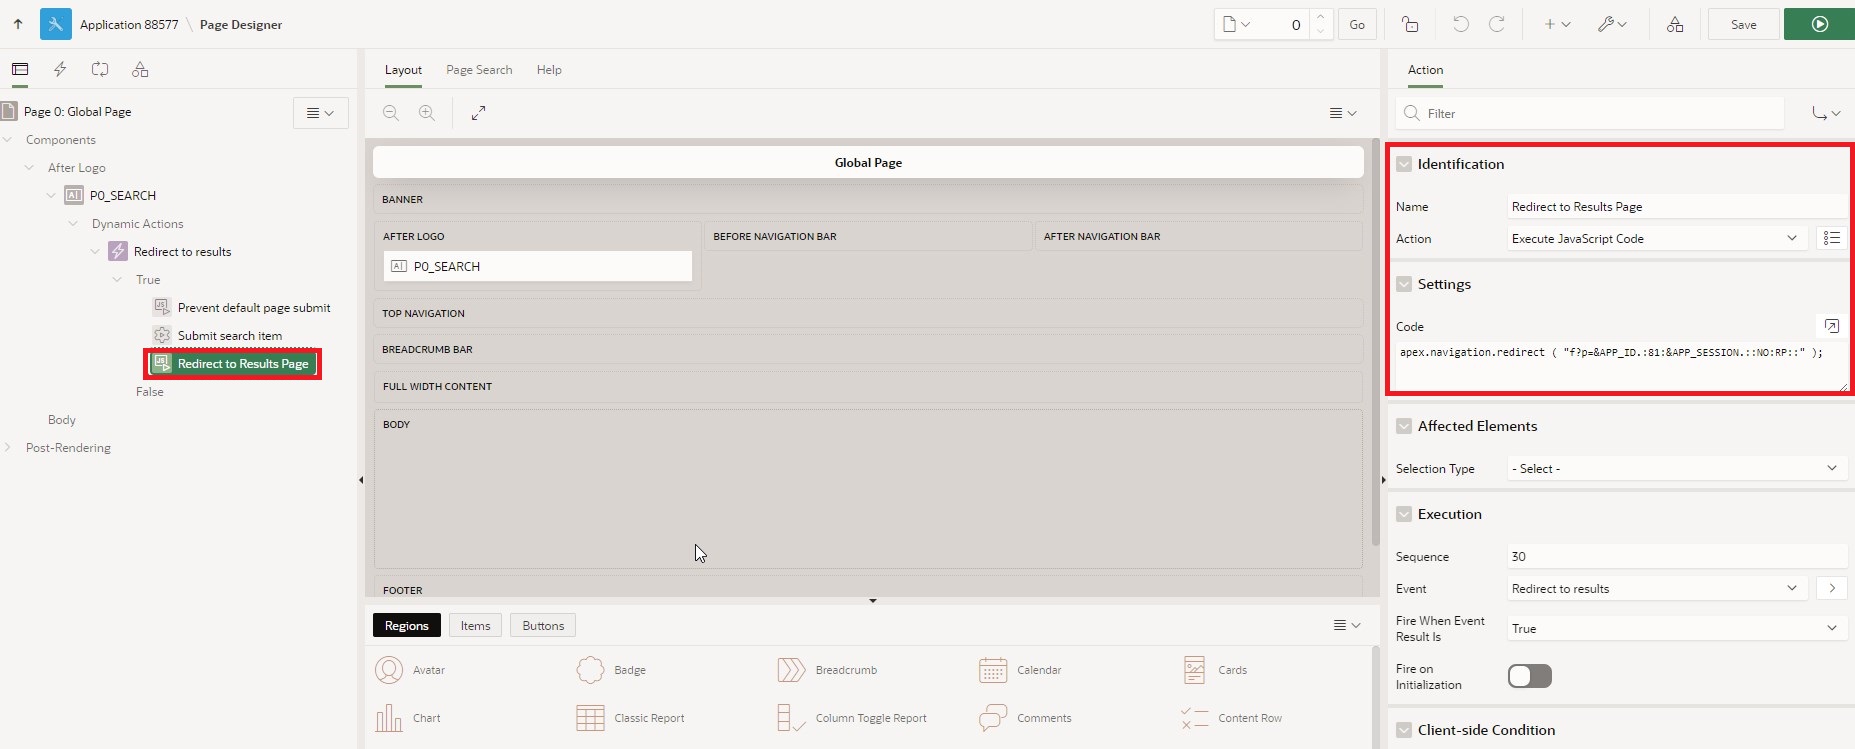 Application 88577 \ Page Designer
0
Go
Save
Layout
Page Search
Help
Action
Page 0: Global Page
Components
After Logo
P0_SEARCH
Dynamic Actions
Redirect to results
True
Prevent default page submit
Submit search item
Redirect to Results Page
False
Body
Post-Rendering
Global Page
BANNER
AFTER LOGO
BEFORE NAVIGATION BAR
AFTER NAVIGATION BAR
P0_SEARCH
TOP NAVIGATION
BREADCRUMB BAR
FULL WIDTH CONTENT
BODY
FOOTER
Regions
Items
Buttons
Avatar
Badge
Breadcrumb
Calendar
Cards
Chart
Classic Report
Column Toggle Report
Comments
Content Row
Filter
Identification
Name
Redirect to Results Page
Action
Execute JavaScript Code
Settings
Code
apex.navigation.redirect ( "f?p=&APP_ID.:81:&APP_SESSION.::NO:RP::" );
Affected Elements
Selection Type
- Select -
Execution
Sequence
30
Event
Redirect to results
Fire When Event
Result Is
True
Fire on
Initialization
Client-side Condition